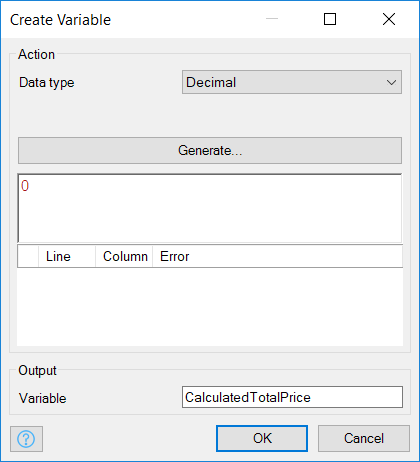 Create Variable
Action
Data type Decimal
Generate...
0
Line Column Error
Output
Variable CalculatedTotalPrice
? OK Cancel